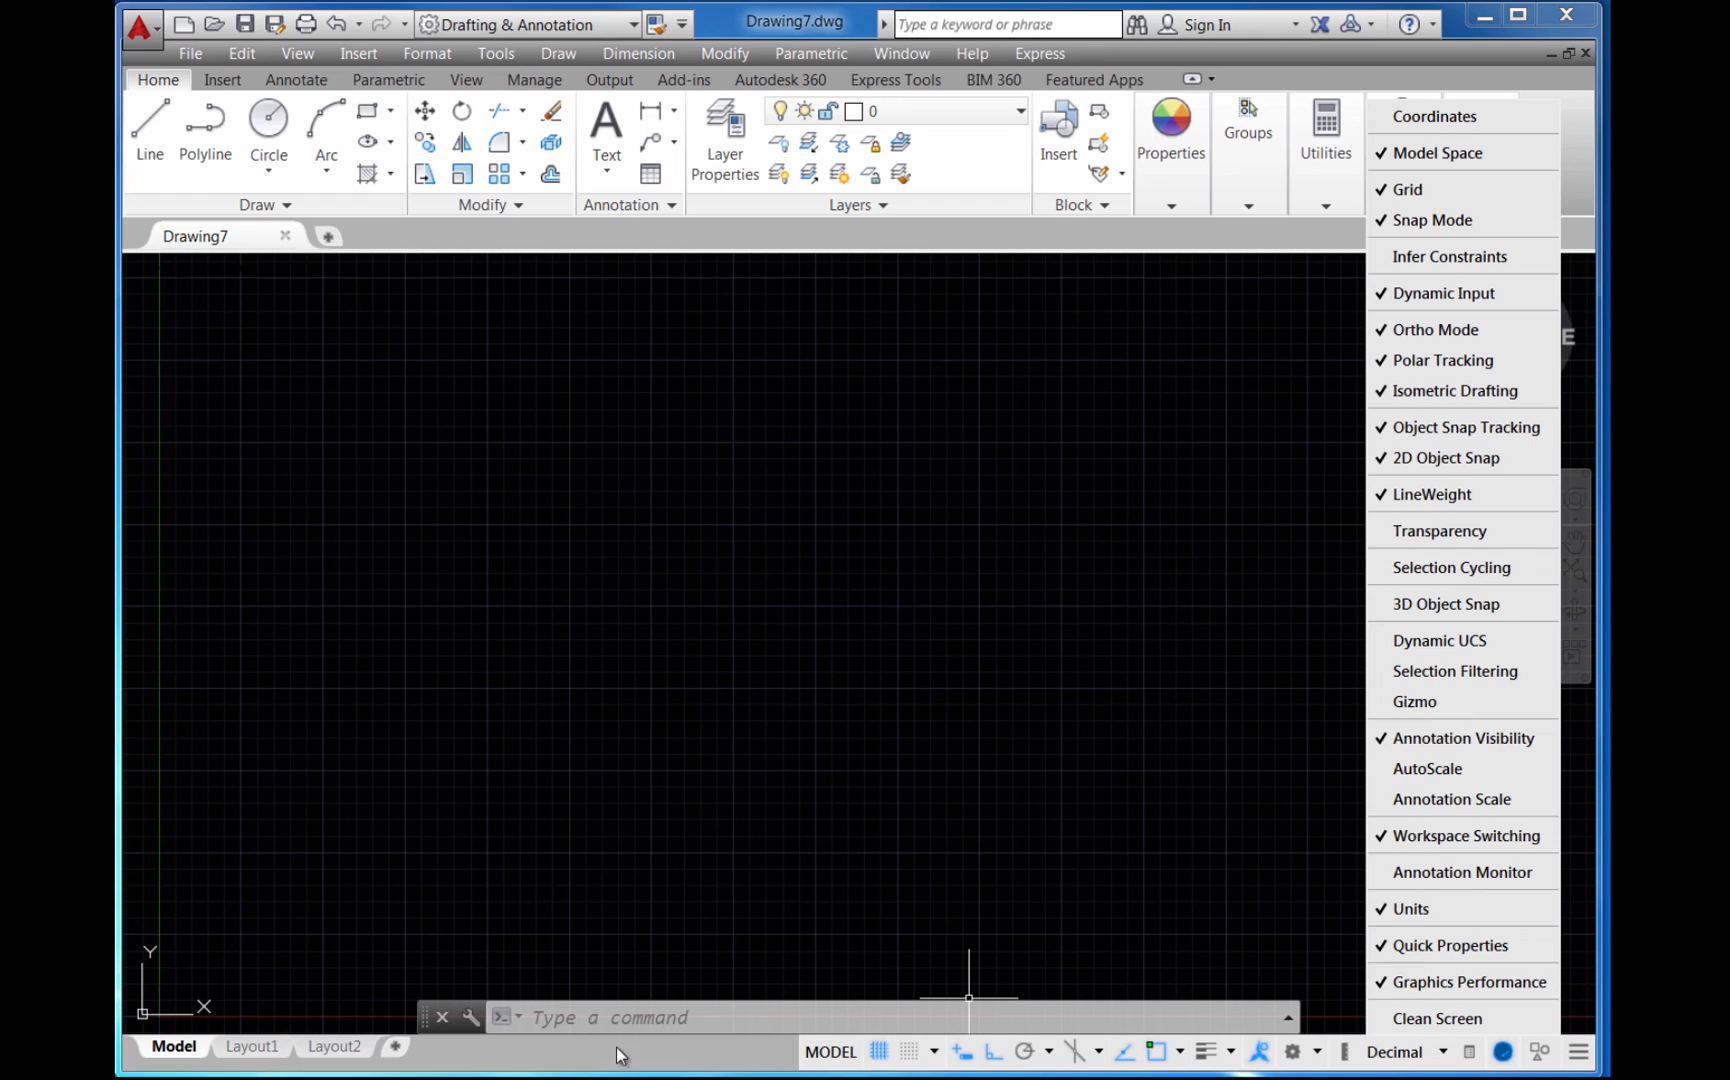 Drafting & Annotation
Drawing7.dwg
Type a keyword or phrase
Sign In
File Edit View Insert Format Tools Draw Dimension Modify Parametric Window Help Express
Home Insert Annotate Parametric View Manage Output Add-ins Autodesk 360 Express Tools BIM 360 Featured Apps
0
Line Polyline Circle Arc
A
Text
Layer
Properties
Insert
Properties
Groups
Utilities
Draw Modify Annotation Layers Block
Drawing7
Coordinates
Model Space
Grid
Snap Mode
Infer Constraints
Dynamic Input
Ortho Mode
E
Polar Tracking
Isometric Drafting
Object Snap Tracking
2D Object Snap
LineWeight
Transparency
Selection Cycling
3D Object Snap
Dynamic UCS
Selection Filtering
Gizmo
Annotation Visibility
AutoScale
Annotation Scale
Workspace Switching
Annotation Monitor
Units
Quick Properties
Graphics Performance
Clean Screen
Y
X
Type a command
Model Layout1 Layout2
MODEL
Decimal